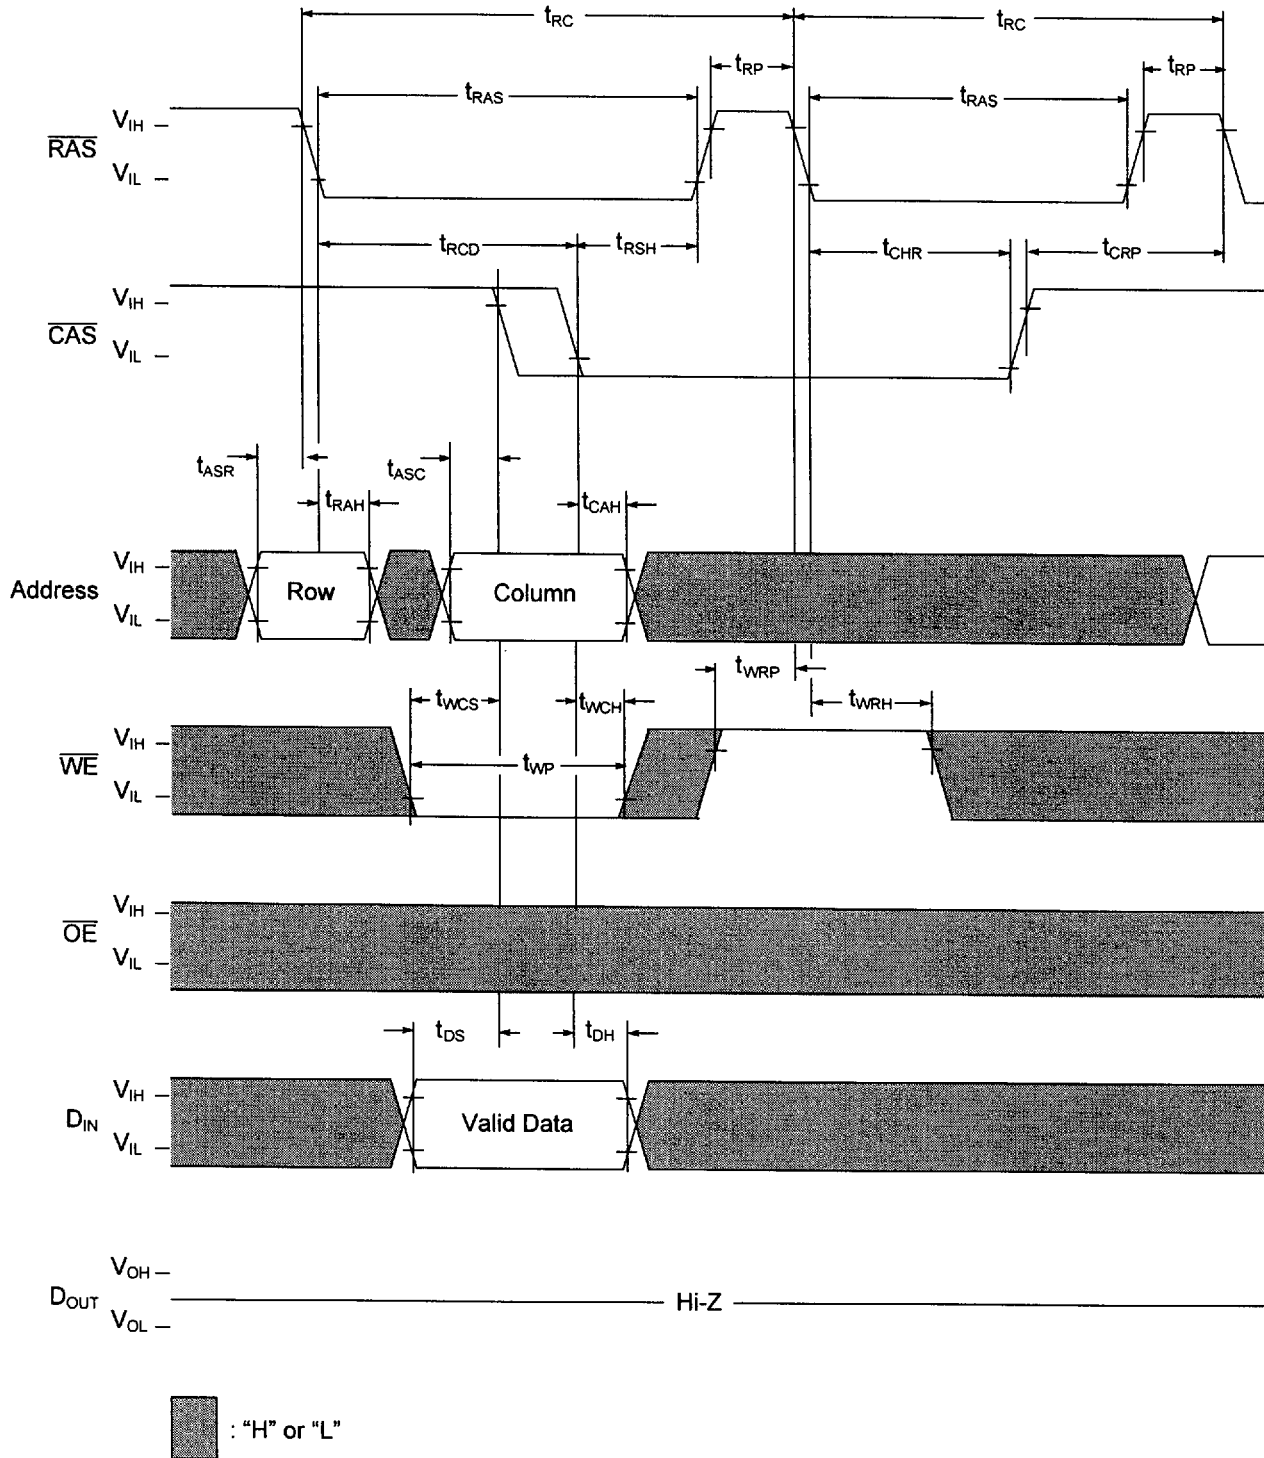 tRC tRC
tRP tRP
tRAS tRAS
VIH
RAS
VIL
tRCD tRSH tCHR tCRP
VIH
CAS
VIL
tASR tASC
tRAH tCAH
VIH
Address Row Column
VIL
tWRP
tWCS tWCH tWRH
VIH
WE tWP
VIL
VIH
OE
VIL
tDS tDH
VIH
DIN Valid Data
VIL
VOH
DOUT Hi-Z
VOL
: “H” or “L”